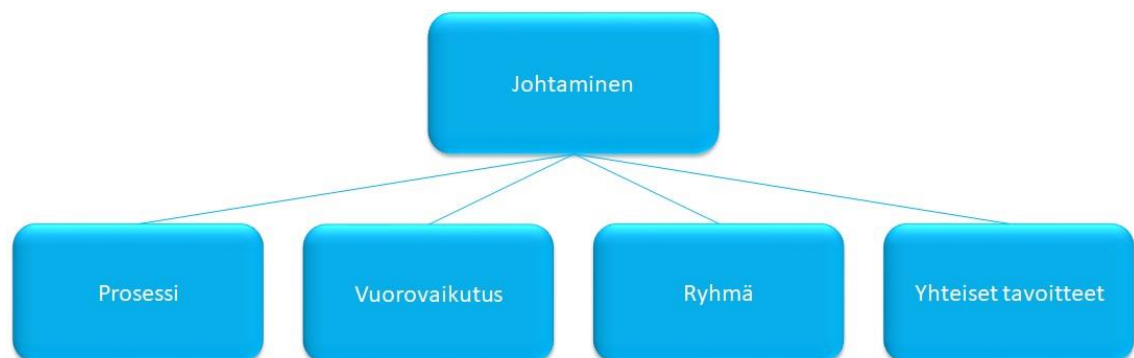 Johtaminen
Prosessi
Vuorovaikutus
Ryhmä
Yhteiset tavoitteet